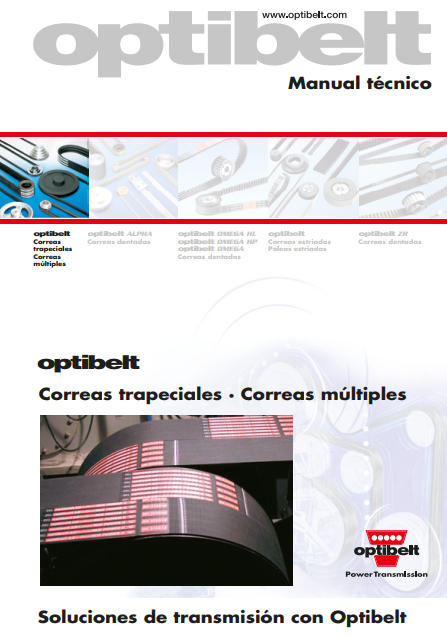 optibelt
www.optibelt.com
Manual técnico
optibelt
Correas
trapeciales
Correas
múltiples
optibelt ALPHA
Correas dentadas
optibelt OMEGA HL
optibelt OMEGA HP
optibelt OMEGA
Correas dentadas
optibelt
Correas estriadas
Poleas estriadas
optibelt ZR
Correas dentadas
optibelt
Correas trapeciales · Correas múltiples
optibelt
Power Transmission
Soluciones de transmisión con Optibelt